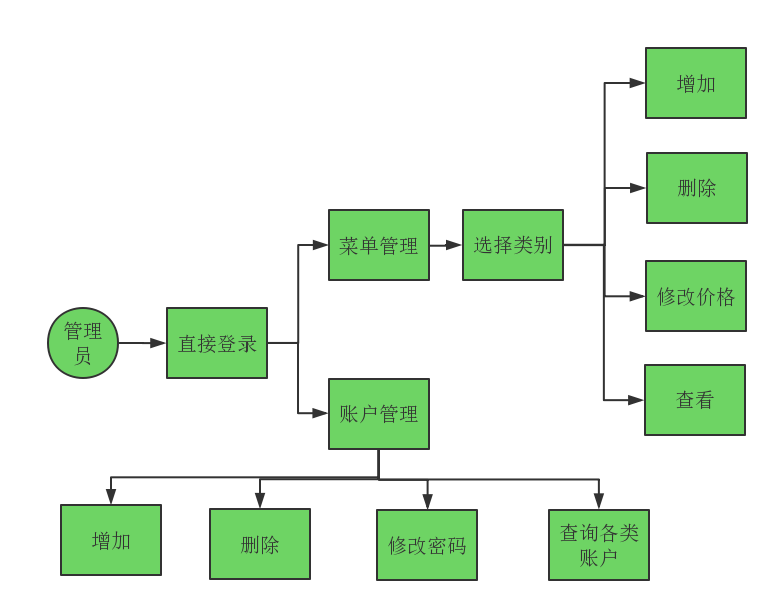 增加
删除
菜单管理
选择类别
修改价格
管理
员
直接登录
账户管理
查看
增加
删除
修改密码
查询各类
账户